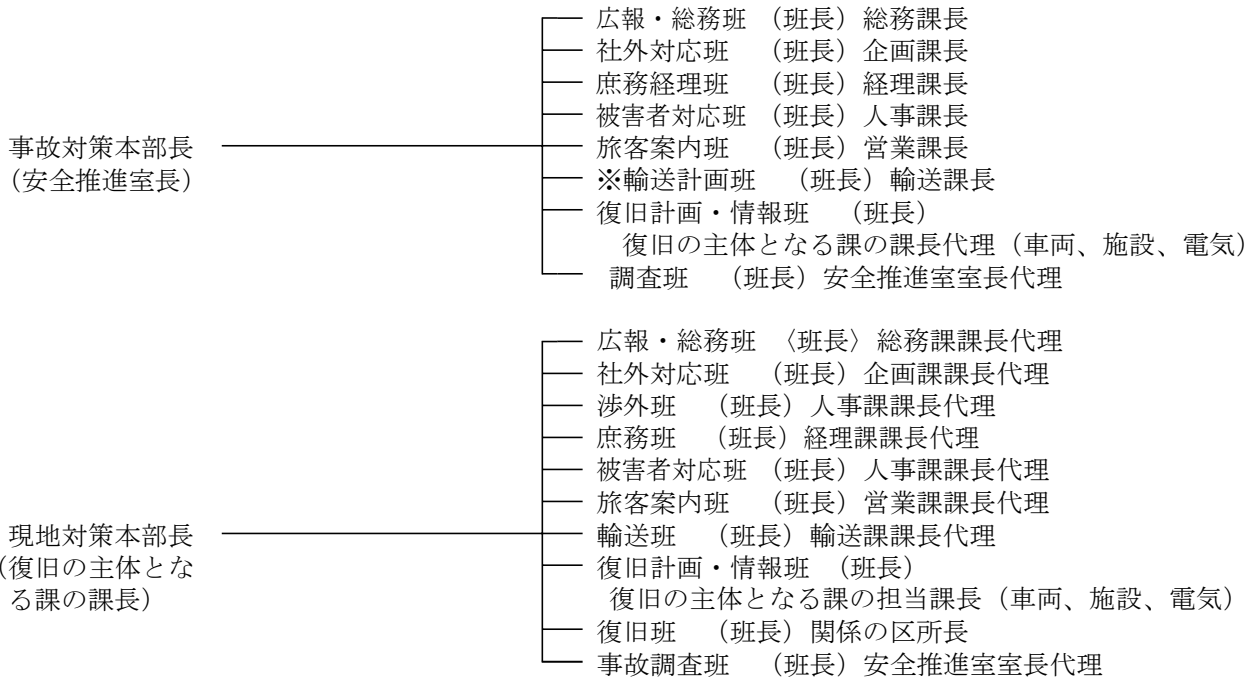 広報・総務班 （班長）総務課長
社外対応班 （班長）企画課長
庶務経理班 （班長）経理課長
被害者対応班 （班長）人事課長
事故対策本部長
旅客案内班 （班長）営業課長
（安全推進室長）
※輸送計画班 （班長）輸送課長
復旧計画・情報班 （班長）
復旧の主体となる課の課長代理（車両、施設、電気）
調査班 （班長）安全推進室室長代理
広報・総務班 〈班長〉総務課課長代理
社外対応班 （班長）企画課課長代理
渉外班 （班長）人事課課長代理
庶務班 （班長）経理課課長代理
被害者対応班 （班長）人事課課長代理
旅客案内班 （班長）営業課課長代理
現地対策本部長
輸送班 （班長）輸送課課長代理
（復旧の主体とな
る課の課長）
復旧計画・情報班 （班長）
復旧の主体となる課の担当課長（車両、施設、電気）
復旧班 （班長）関係の区所長
事故調査班 （班長）安全推進室室長代理